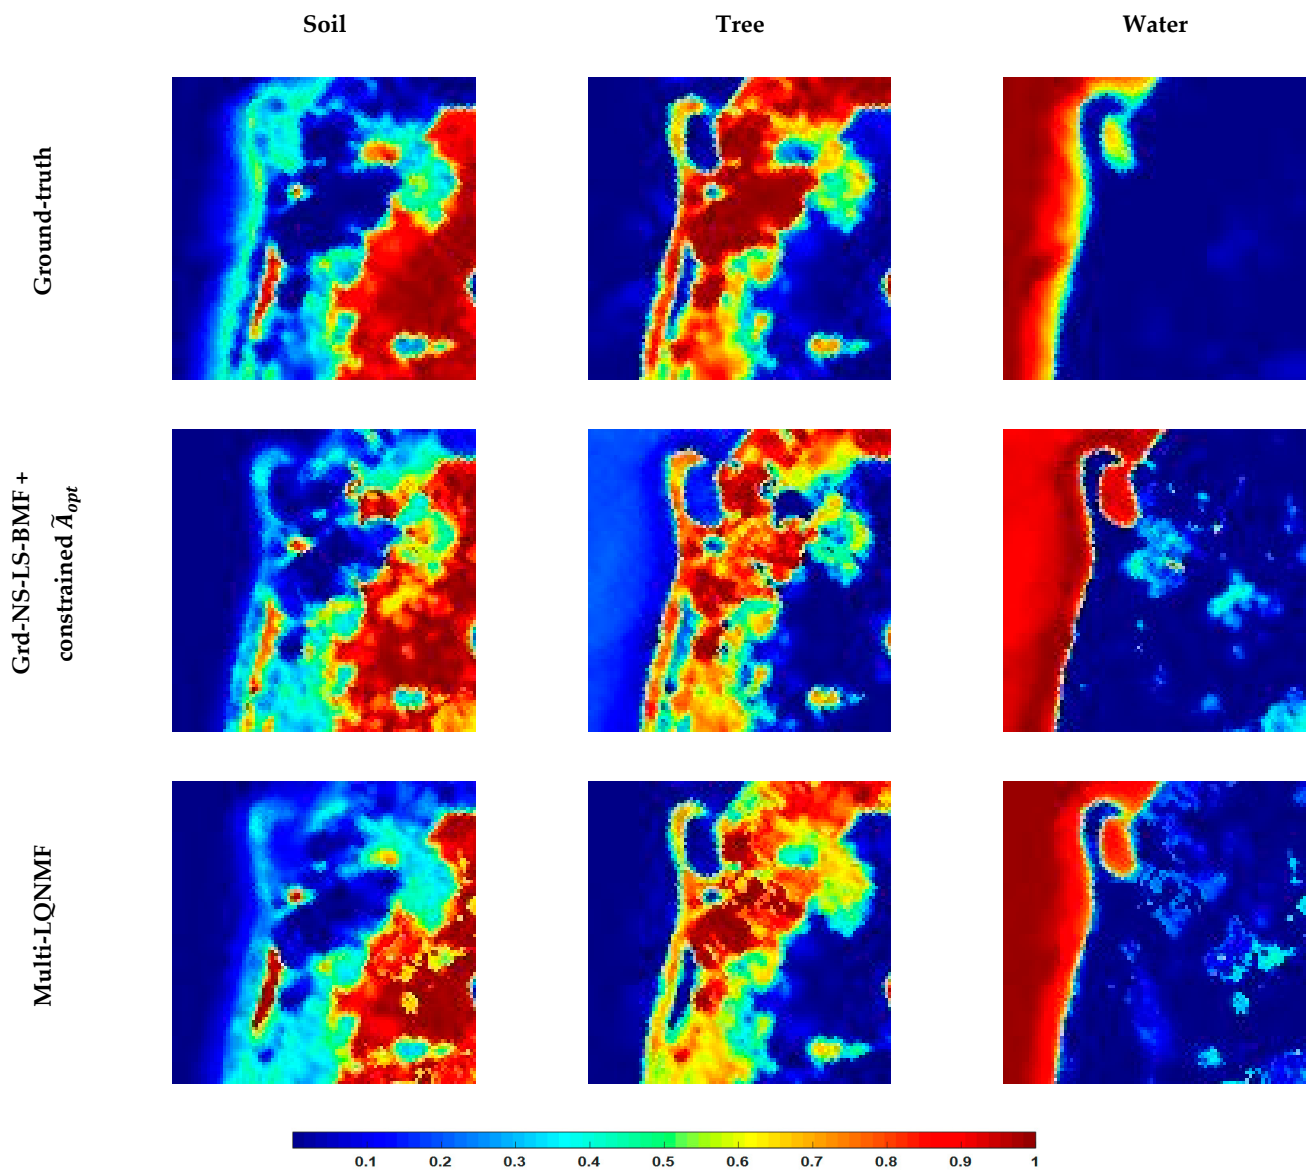 Soil Tree Water
Ground-truth
Grd-NS-LS-BMF +
constrained Ã_opt
Multi-LQNMF
0.1 0.2 0.3 0.4 0.5 0.6 0.7 0.8 0.9 1